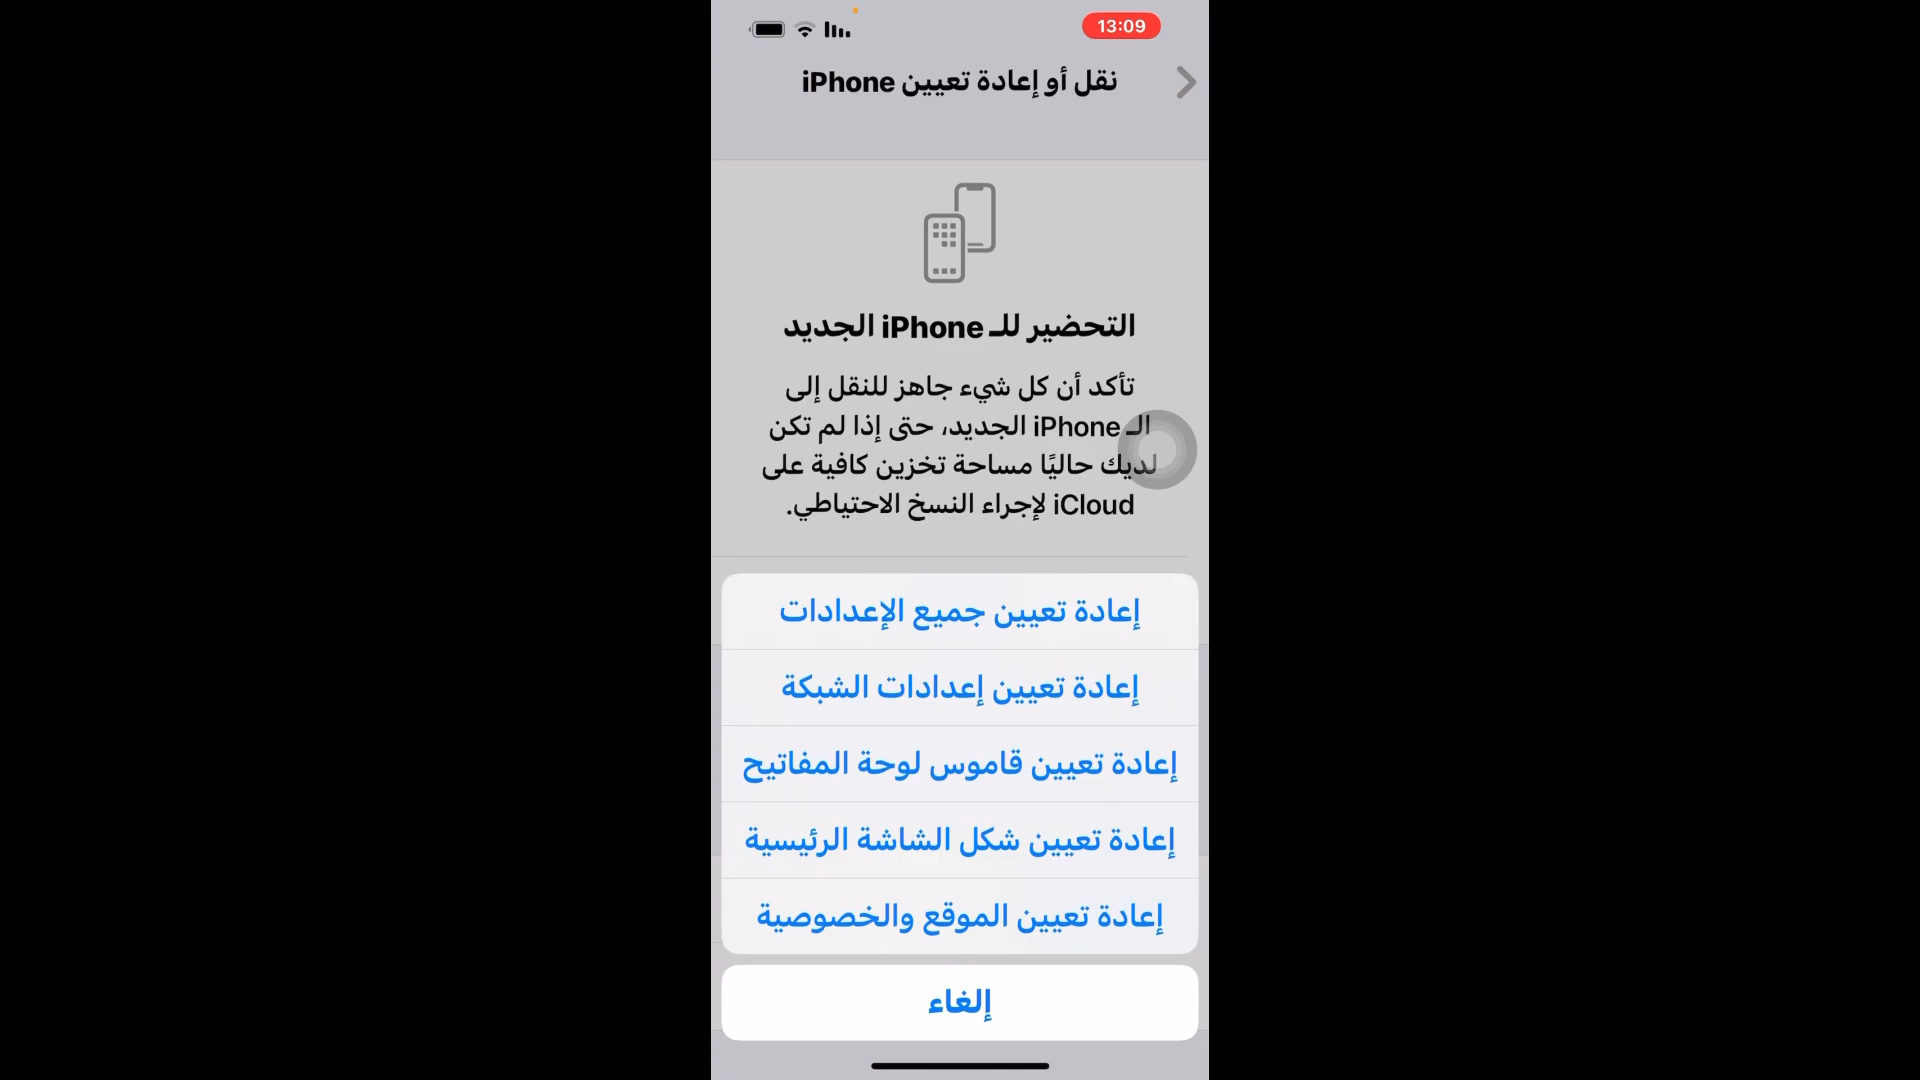 13:09
نقل أو إعادة تعيين iPhone
التحضير للـ iPhone الجديد
تأكد أن كل شيء جاهز للنقل إلى
الـ iPhone الجديد، حتى إذا لم تكن
لديك حاليًا مساحة تخزين كافية على
iCloud لإجراء النسخ الاحتياطي.
إعادة تعيين جميع الإعدادات
إعادة تعيين إعدادات الشبكة
إعادة تعيين قاموس لوحة المفاتيح
إعادة تعيين شكل الشاشة الرئيسية
إعادة تعيين الموقع والخصوصية
إلغاء